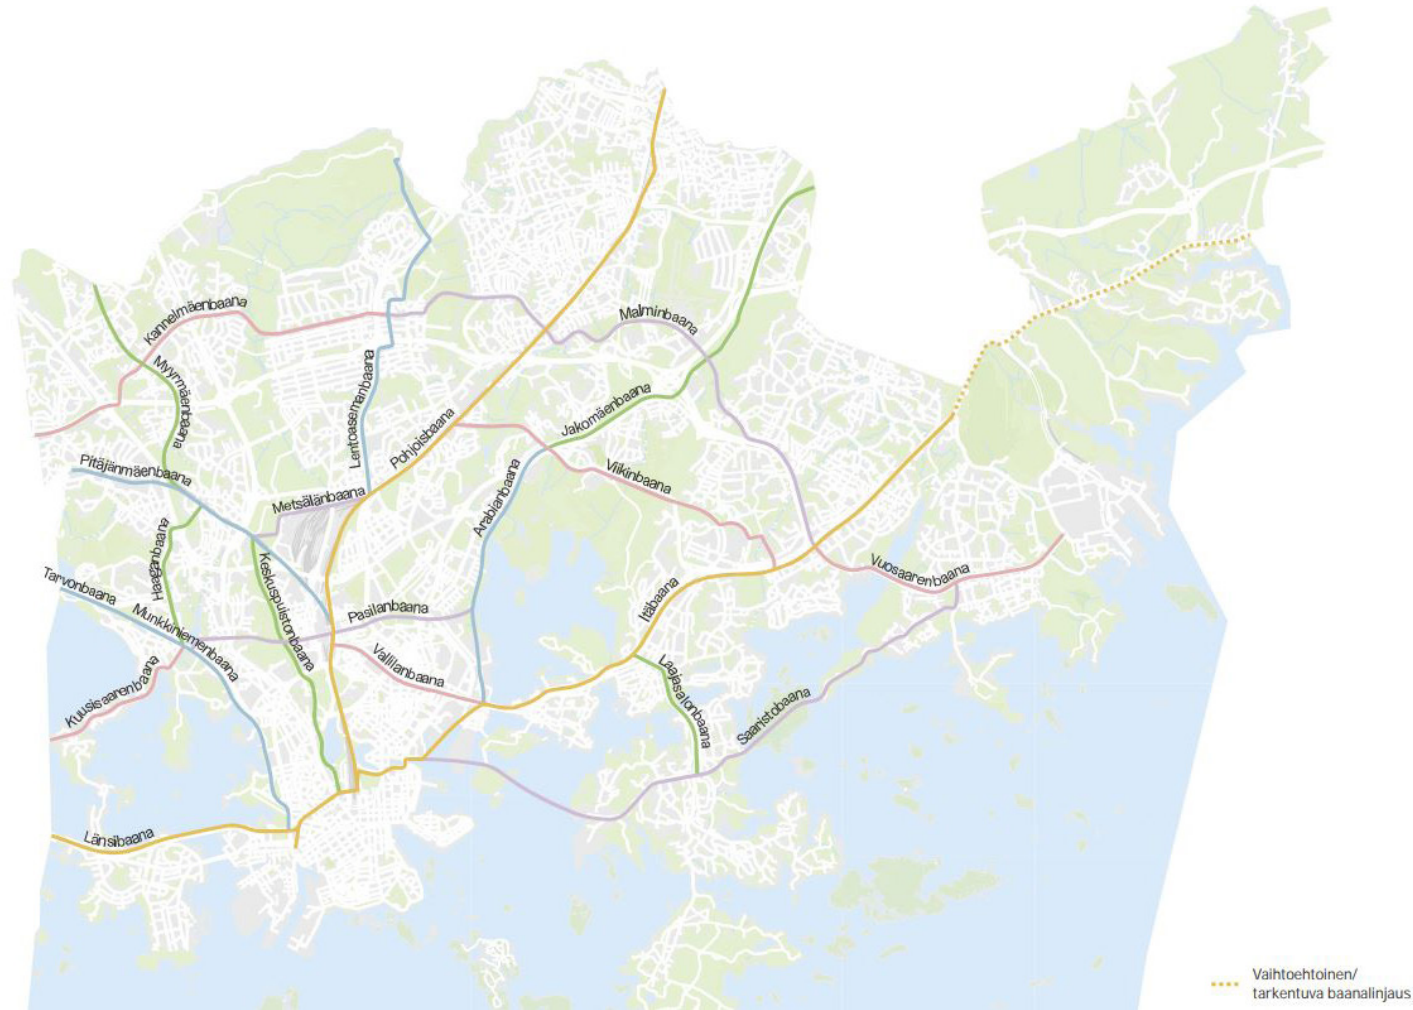 Kannelmäenbaana
Malminbaana
Myyrmäenbaana
Lentoasemanbaana
Jakomäenbaana
Pohjoisbaana
Pitäjänmäenbaana
Viikinbaana
Metsälänbaana
Arabianbaana
Haaganbaana
Keskuspuistonbaana
Vuosaarenbaana
Tarvonbaana
Itäbaana
Pasilanbaana
Munkkiniemenbaana
Vallilanbaana
Kuusisaarenbaana
Laajasalonbaana
Saaristobaana
Länsibaana
Vaihtoehtoinen/
tarkentuva baanalinjaus